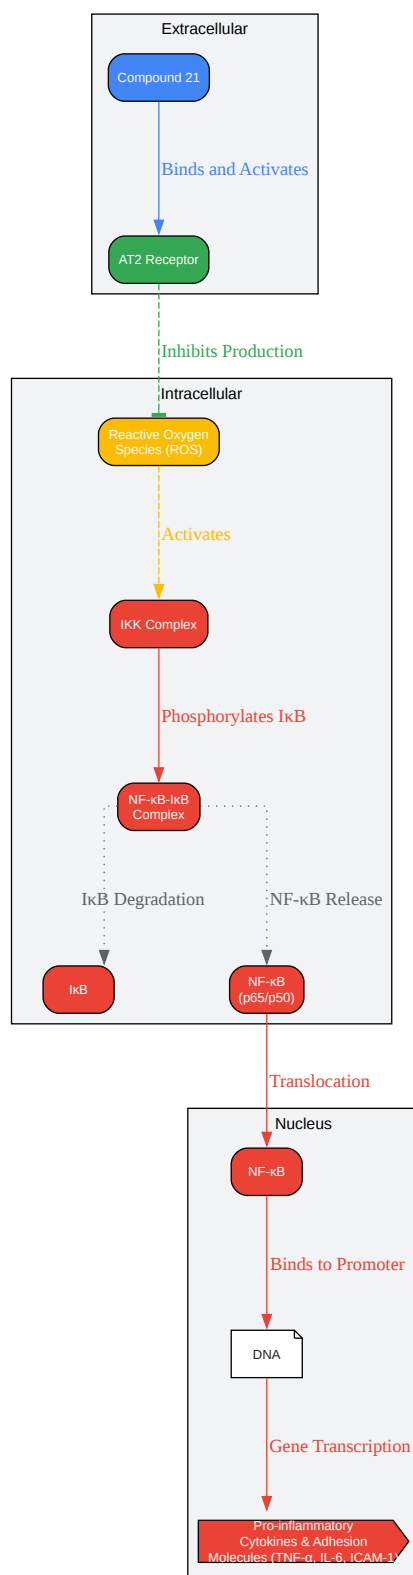 Extracellular
Compound 21
Binds and Activates
AT2 Receptor
Inhibits Production
Intracellular
Reactive Oxygen
Species (ROS)
Activates
IKK Complex
Phosphorylates IκB
NF-κB-IκB
Complex
IκB Degradation
NF-κB Release
IκB
NF-κB
(p65/p50)
Translocation
Nucleus
NF-κB
Binds to Promoter
DNA
Gene Transcription
Pro-inflammatory
Cytokines & Adhesion
Molecules (TNF-α, IL-6, ICAM-1)